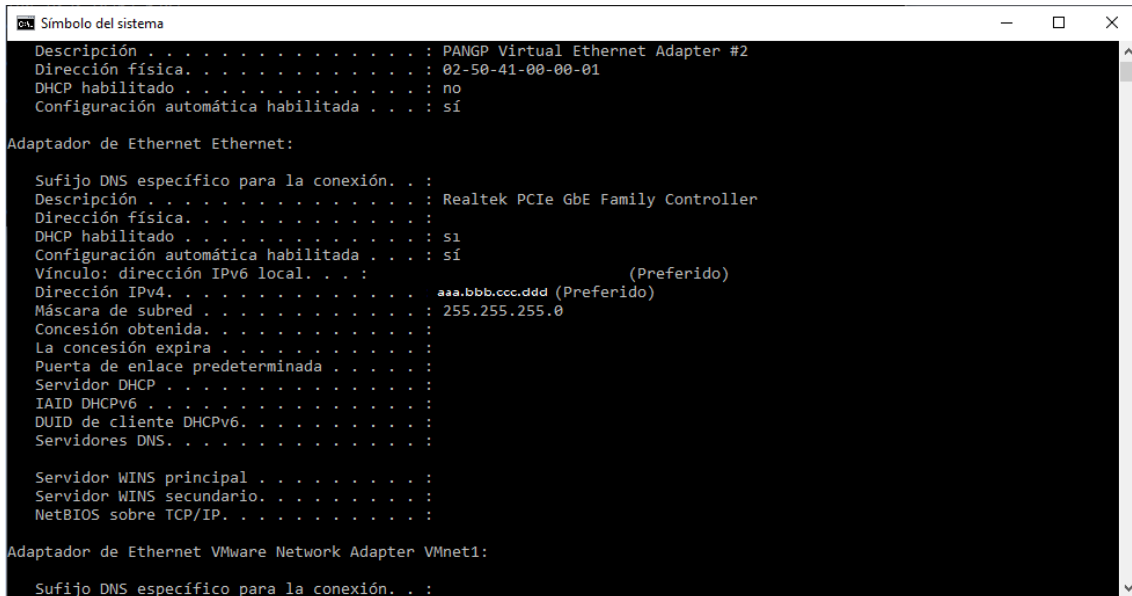 Símbolo del sistema
Descripción . . . . . . . . . . . . . . . : PANGP Virtual Ethernet Adapter #2
Dirección física. . . . . . . . . . . . . : 02-50-41-00-00-01
DHCP habilitado . . . . . . . . . . . . . : no
Configuración automática habilitada . . . : sí
Adaptador de Ethernet Ethernet:
Sufijo DNS específico para la conexión. . :
Descripción . . . . . . . . . . . . . . . : Realtek PCIe GbE Family Controller
Dirección física. . . . . . . . . . . . . :
DHCP habilitado . . . . . . . . . . . . . : sı
Configuración automática habilitada . . . : sí
Vínculo: dirección IPv6 local. . . : (Preferido)
Dirección IPv4. . . . . . . . . . . . . . aaa.bbb.ccc.ddd (Preferido)
Máscara de subred . . . . . . . . . . . . : 255.255.255.0
Concesión obtenida. . . . . . . . . . . . :
La concesión expira . . . . . . . . . . . :
Puerta de enlace predeterminada . . . . . :
Servidor DHCP . . . . . . . . . . . . . . :
IAID DHCPv6 . . . . . . . . . . . . . . . :
DUID de cliente DHCPv6. . . . . . . . . . :
Servidores DNS. . . . . . . . . . . . . . :
Servidor WINS principal . . . . . . . . . :
Servidor WINS secundario. . . . . . . . . :
NetBIOS sobre TCP/IP. . . . . . . . . . . :
Adaptador de Ethernet VMware Network Adapter VMnet1:
Sufijo DNS específico para la conexión. . :